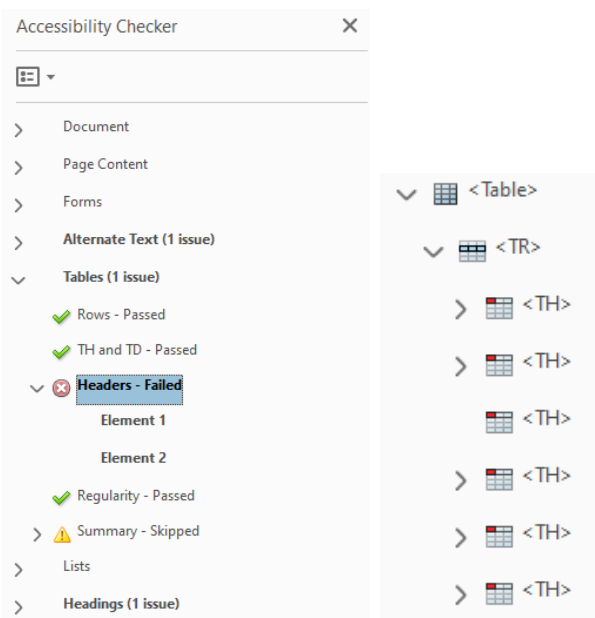 Accessibility Checker
Document
Page Content
Forms
Alternate Text (1 issue)
Tables (1 issue)
Rows - Passed
TH and TD - Passed
Headers - Failed
Element 1
Element 2
Regularity - Passed
Summary - Skipped
Lists
Headings (1 issue)
<Table>
<TR>
<TH>
<TH>
<TH>
<TH>
<TH>
<TH>